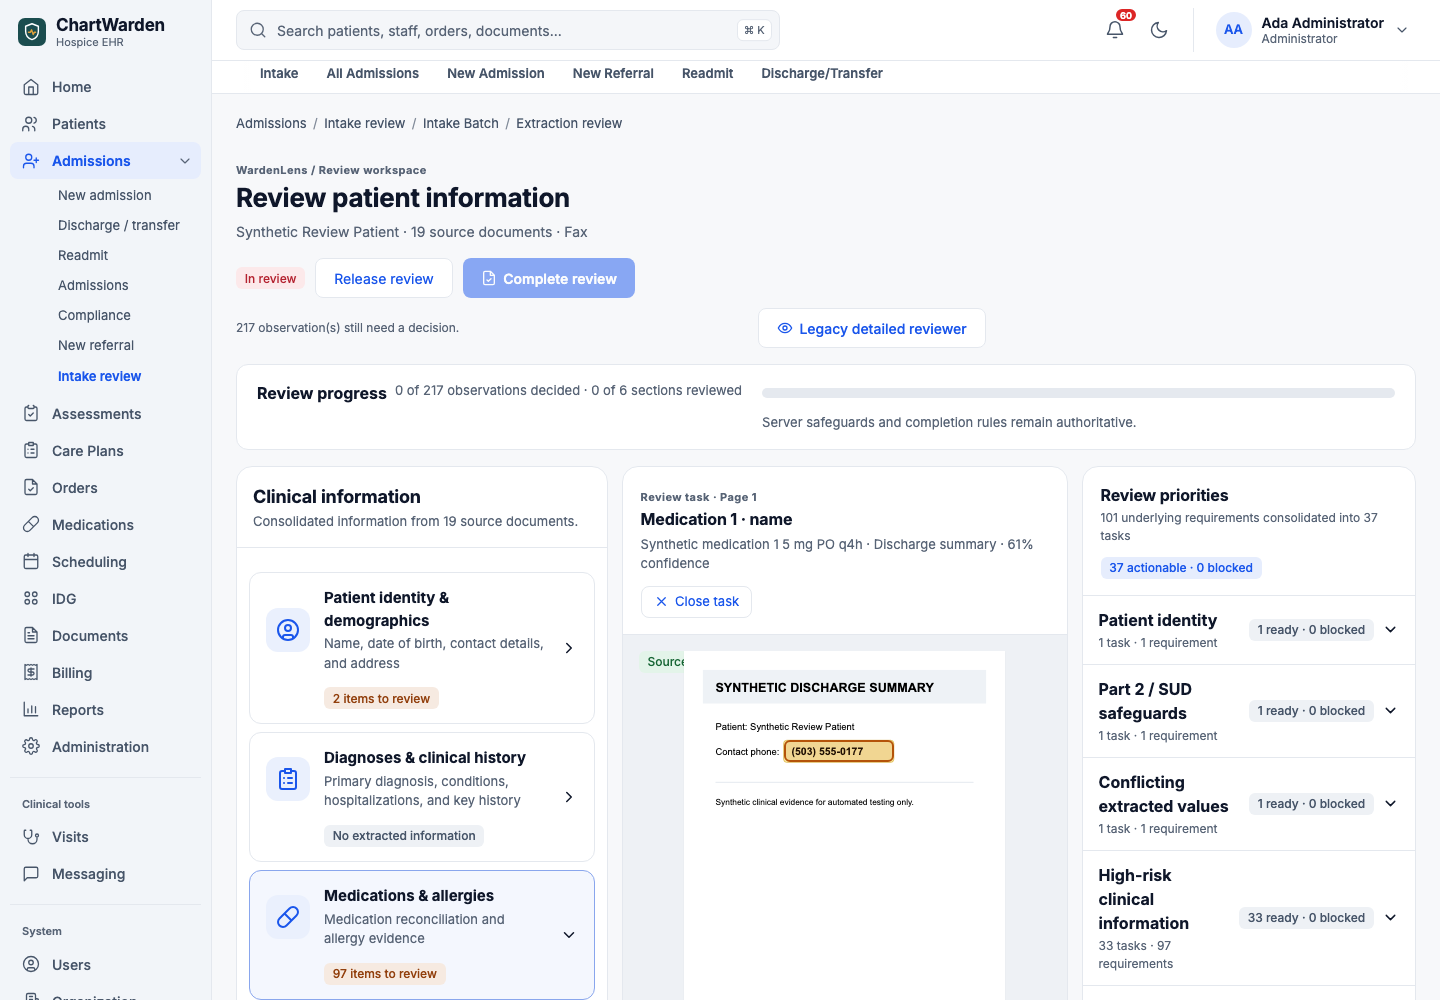 ChartWarden
Hospice EHR
Home
Patients
Admissions
New admission
Discharge / transfer
Readmit
Admissions
Compliance
New referral
Intake review
Assessments
Care Plans
Orders
Medications
Scheduling
IDG
Documents
Billing
Reports
Administration
Clinical tools
Visits
Messaging
System
Users
Organization
Search patients, staff, orders, documents...
⌘ K
60
AA
Ada Administrator
Administrator
Intake
All Admissions
New Admission
New Referral
Readmit
Discharge/Transfer
Admissions / Intake review / Intake Batch / Extraction review
WardenLens / Review workspace
Review patient information
Synthetic Review Patient · 19 source documents · Fax
In review
Release review
Complete review
217 observation(s) still need a decision.
Legacy detailed reviewer
Review progress
0 of 217 observations decided · 0 of 6 sections reviewed
Server safeguards and completion rules remain authoritative.
Clinical information
Consolidated information from 19 source documents.
Patient identity &
demographics
Name, date of birth, contact details,
and address
2 items to review
Diagnoses & clinical history
Primary diagnosis, conditions,
hospitalizations, and key history
No extracted information
Medications & allergies
Medication reconciliation and
allergy evidence
97 items to review
Review task · Page 1
Medication 1 · name
Synthetic medication 1 5 mg PO q4h · Discharge summary · 61%
confidence
Close task
Source
SYNTHETIC DISCHARGE SUMMARY
Patient: Synthetic Review Patient
Contact phone: (503) 555-0177
Synthetic clinical evidence for automated testing only.
Review priorities
101 underlying requirements consolidated into 37
tasks
37 actionable · 0 blocked
Patient identity
1 task · 1 requirement
1 ready · 0 blocked
Part 2 / SUD
safeguards
1 task · 1 requirement
1 ready · 0 blocked
Conflicting
extracted values
1 task · 1 requirement
1 ready · 0 blocked
High-risk
clinical
information
33 tasks · 97
requirements
33 ready · 0 blocked